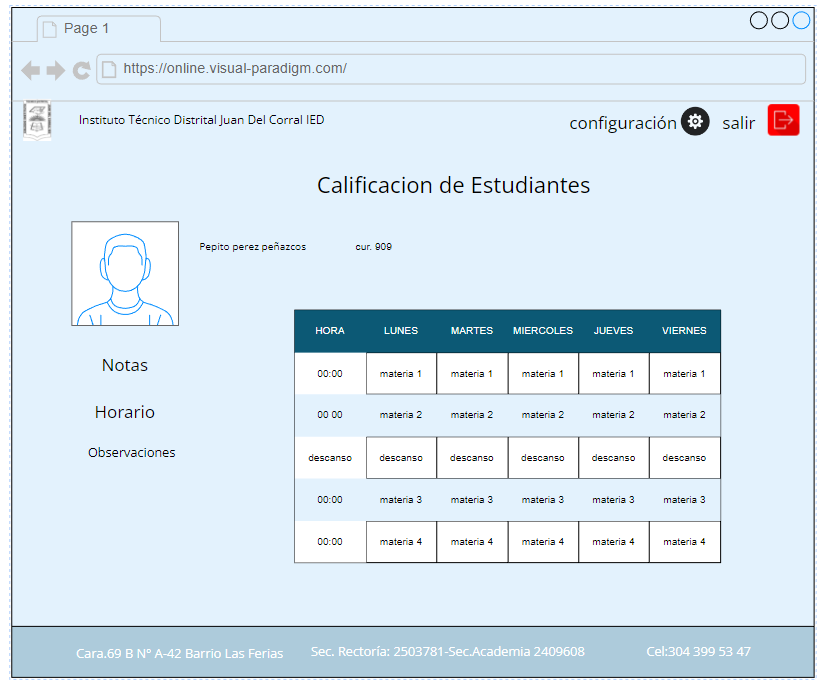 Page 1
https://online.visual-paradigm.com/
Instituto Técnico Distrital Juan Del Corral IED
configuración salir
Calificacion de Estudiantes
Pepito perez peñazcos cur. 909
HORA LUNES MARTES MIERCOLES JUEVES VIERNES
00:00 materia 1 materia 1 materia 1 materia 1 materia 1
00 00 materia 2 materia 2 materia 2 materia 2 materia 2
descanso descanso descanso descanso descanso descanso
00:00 materia 3 materia 3 materia 3 materia 3 materia 3
00:00 materia 4 materia 4 materia 4 materia 4 materia 4
Notas
Horario
Observaciones
Cara.69 B Nº A-42 Barrio Las Ferias Sec. Rectoría: 2503781-Sec.Academia 2409608 Cel:304 399 53 47